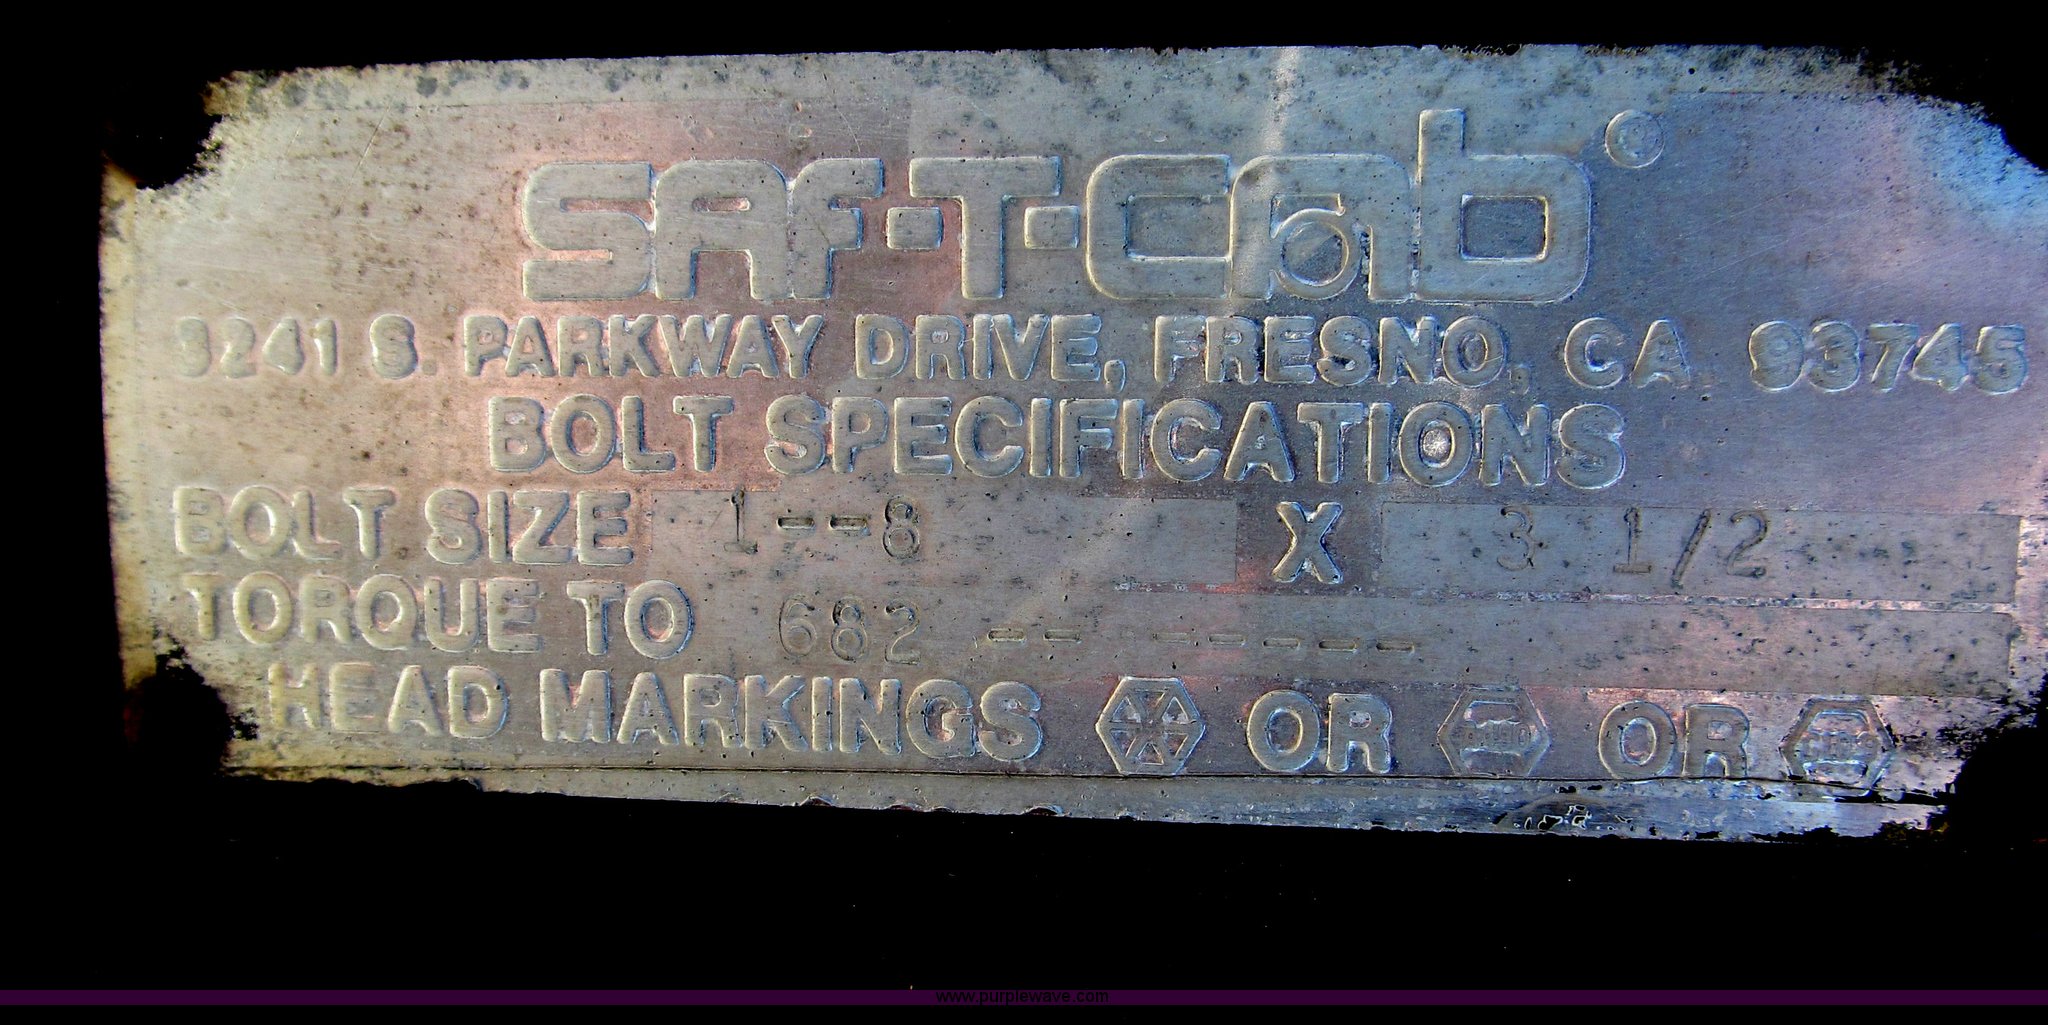 SAF-T-Cab®
3241 S. PARKWAY DRIVE, FRESNO, CA. 93745
BOLT SPECIFICATIONS
BOLT SIZE 1--8 X 3 1/2
TORQUE TO 682 -- -----
HEAD MARKINGS OR OR
www.purplewave.com